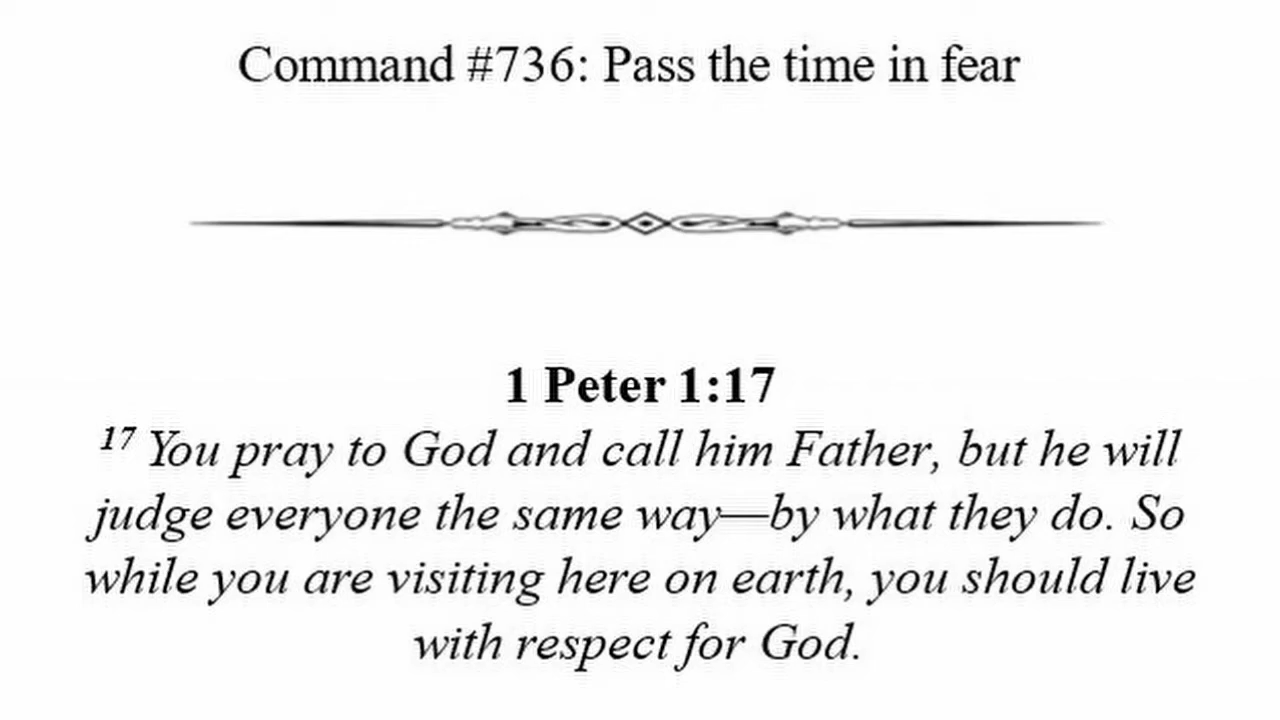 Command #736: Pass the time in fear
1 Peter 1:17
17 You pray to God and call him Father, but he will
judge everyone the same way—by what they do. So
while you are visiting here on earth, you should live
with respect for God.